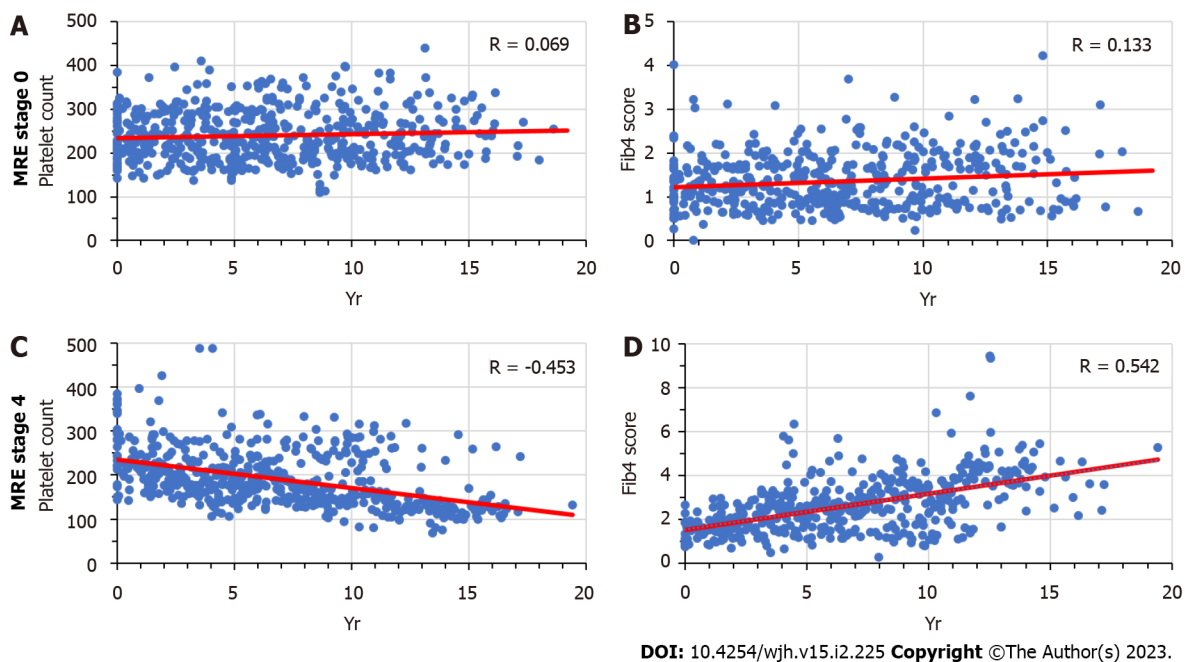 A
MRE stage 0
Platelet count
500
400
300
200
100
0
R = 0.069
0 5 10 15 20
Yr
B
Fib4 score
5
4
3
2
1
0
R = 0.133
0 5 10 15 20
Yr
C
MRE stage 4
Platelet count
500
400
300
200
100
0
R = -0.453
0 5 10 15 20
Yr
D
Fib4 score
10
8
6
4
2
0
R = 0.542
0 5 10 15 20
Yr
DOI: 10.4254/wjh.v15.i2.225 Copyright ©The Author(s) 2023.